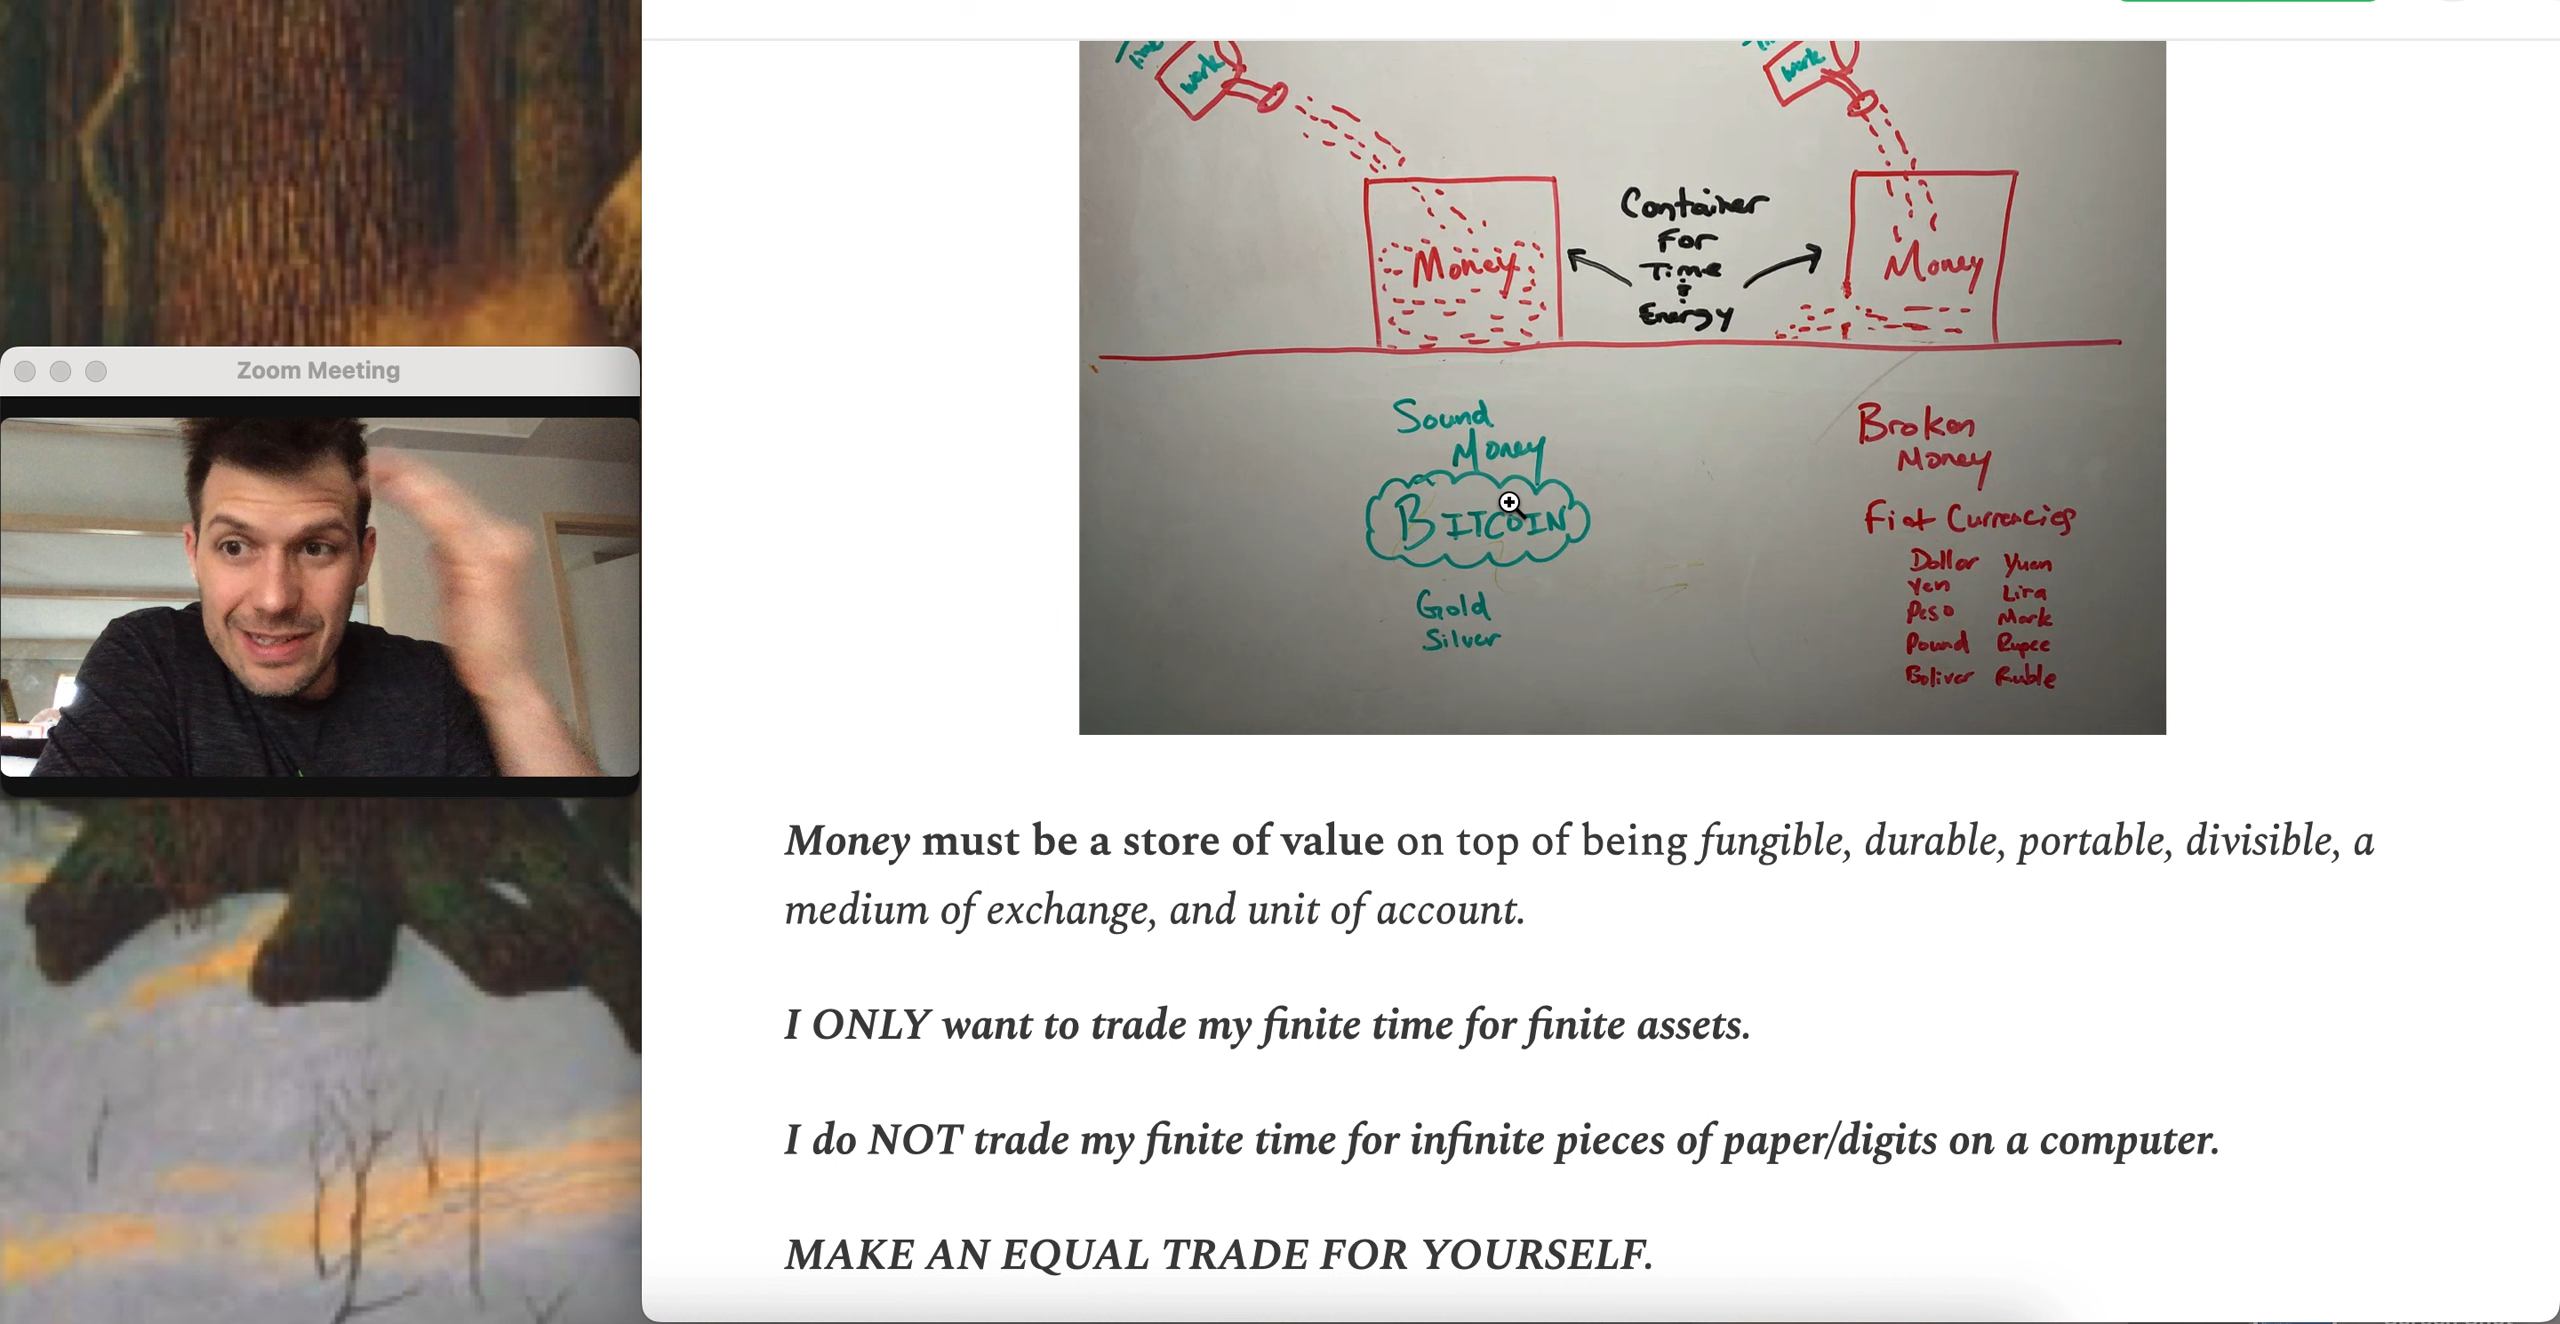 Zoom Meeting
Time
work
work
Money
Container
For
Time
&
Energy
Money
Sound
Money
BITCOIN
Gold
Silver
Broken
Money
Fiat Currencies
Dollar Yuan
Yen Lira
Peso Mark
Pound Rupee
Boliver Ruble
Money must be a store of value on top of being fungible, durable, portable, divisible, a
medium of exchange, and unit of account.
I ONLY want to trade my finite time for finite assets.
I do NOT trade my finite time for infinite pieces of paper/digits on a computer.
MAKE AN EQUAL TRADE FOR YOURSELF.